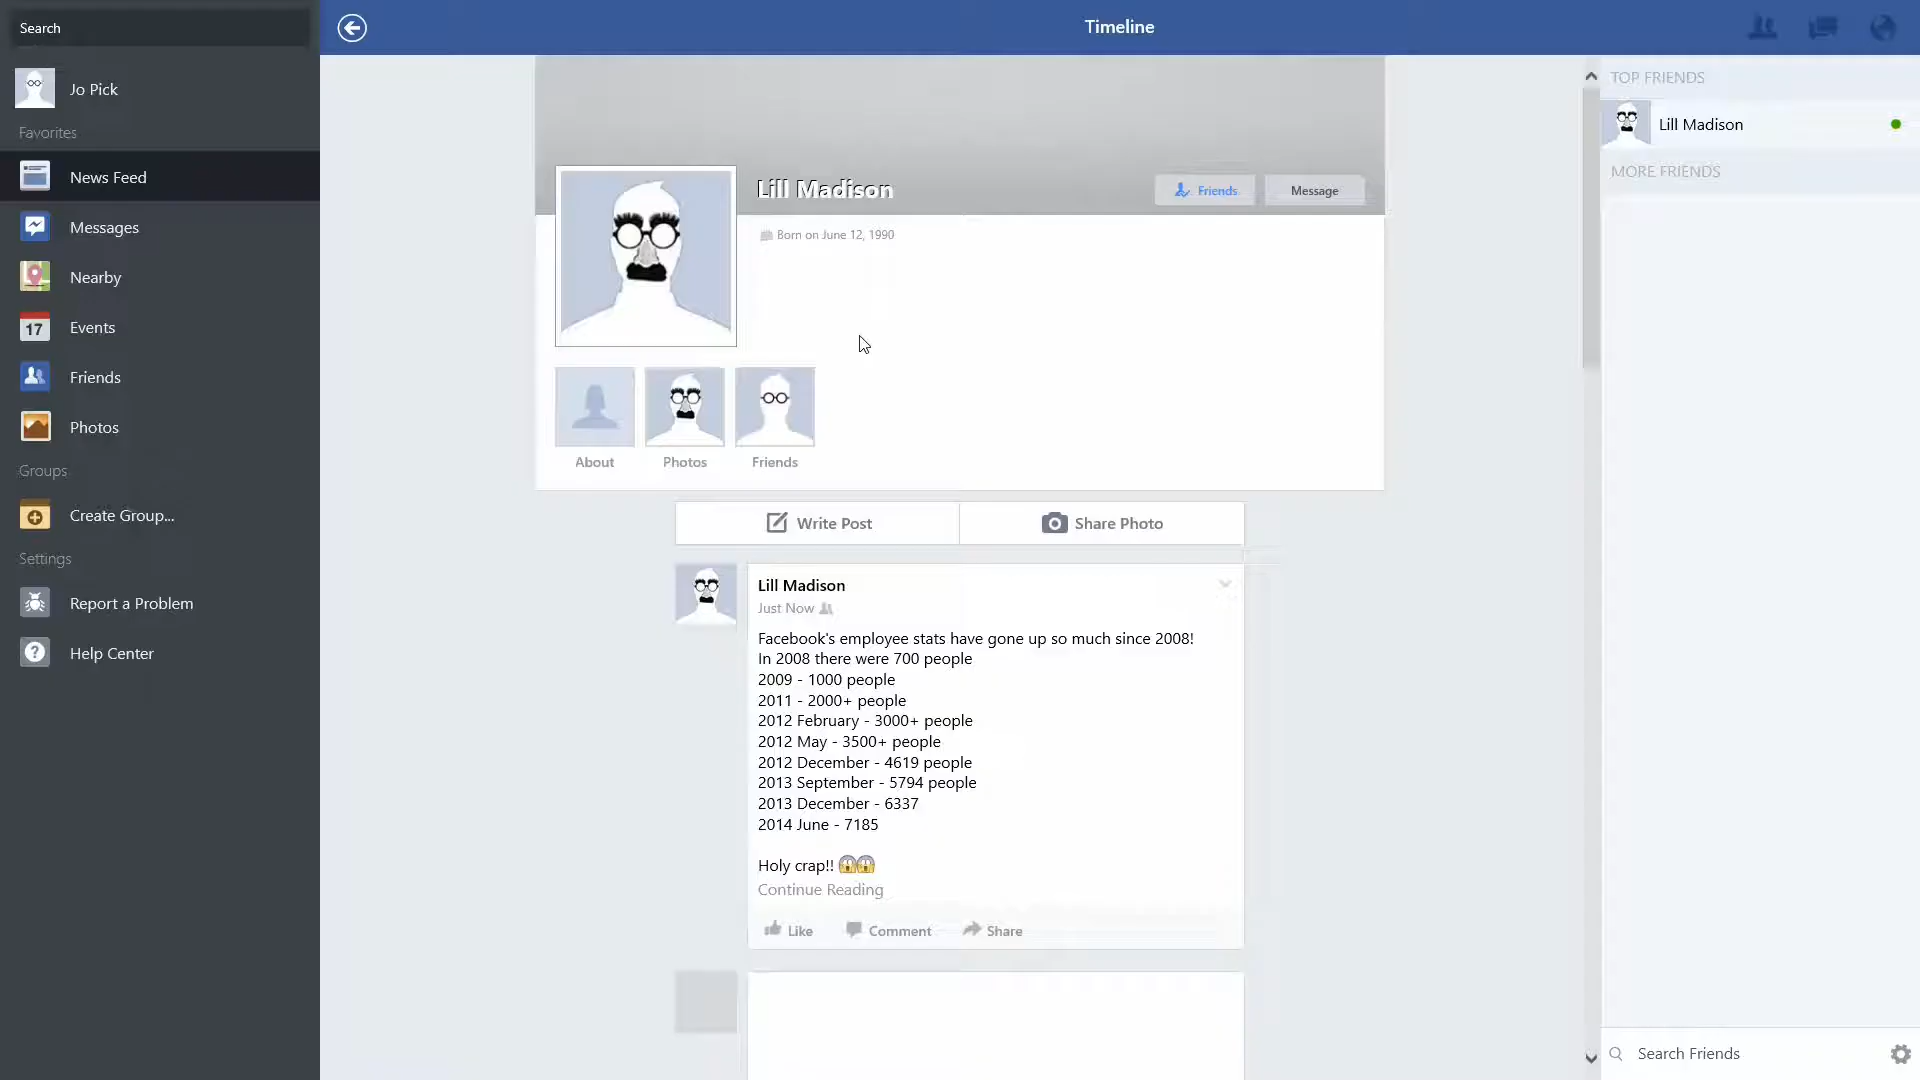 Search
Timeline
Jo Pick
Favorites
News Feed
Messages
Nearby
17
Events
Friends
Photos
Groups
Create Group...
Settings
Report a Problem
Help Center
Lill Madison
Friends
Message
Born on June 12, 1990
About
Photos
Friends
Write Post
Share Photo
Lill Madison
Just Now
Facebook's employee stats have gone up so much since 2008!
In 2008 there were 700 people
2009 - 1000 people
2011 - 2000+ people
2012 February - 3000+ people
2012 May - 3500+ people
2012 December - 4619 people
2013 September - 5794 people
2013 December - 6337
2014 June - 7185
Holy crap!! 😱😱
Continue Reading
Like
Comment
Share
TOP FRIENDS
Lill Madison
MORE FRIENDS
Search Friends